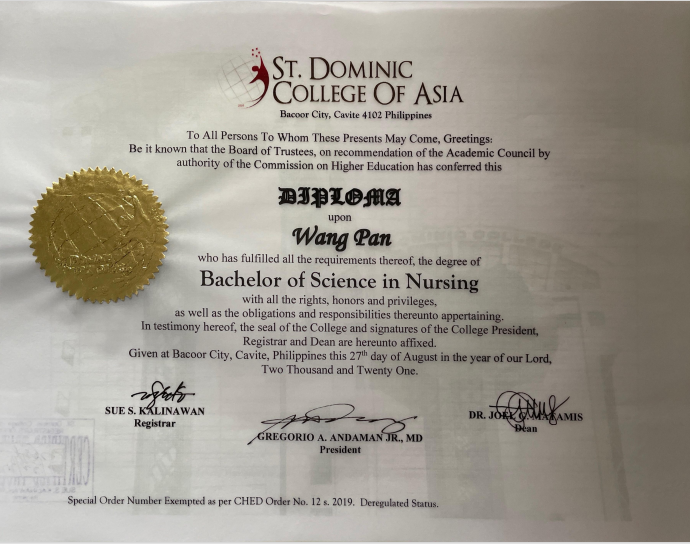 ST. DOMINIC
COLLEGE OF ASIA
Bacoor City, Cavite 4102 Philippines
To All Persons To Whom These Presents May Come, Greetings:
Be it known that the Board of Trustees, on recommendation of the Academic Council by
authority of the Commission on Higher Education has conferred this
DIPLOMA
upon
Wang Pan
who has fulfilled all the requirements thereof, the degree of
Bachelor of Science in Nursing
with all the rights, honors and privileges,
as well as the obligations and responsibilities thereunto appertaining.
In testimony hereof, the seal of the College and signatures of the College President,
Registrar and Dean are hereunto affixed.
Given at Bacoor City, Cavite, Philippines this 27th day of August in the year of our Lord,
Two Thousand and Twenty One.
SUE S. KALINAWAN
Registrar
GREGORIO A. ANDAMAN JR., MD
President
DR. JOEL G.
Dean
Special Order Number Exempted as per CHED Order No. 12 s. 2019. Deregulated Status.